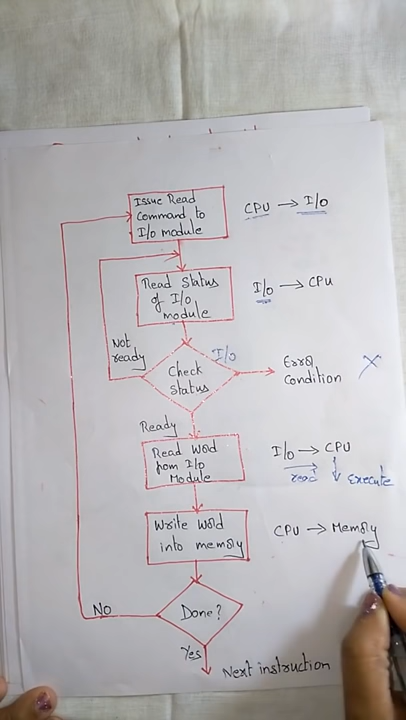 Issue Read
Command to
I/o module
CPU → I/o
Read Status
of I/o
module
I/o → CPU
Not
ready
I/o
Check
Status
Error
Condition
X
Ready
Read Word
from I/o
Module
I/o → CPU
read
execute
Write Word
into memory
CPU → Memory
No
Done?
Yes
Next instruction